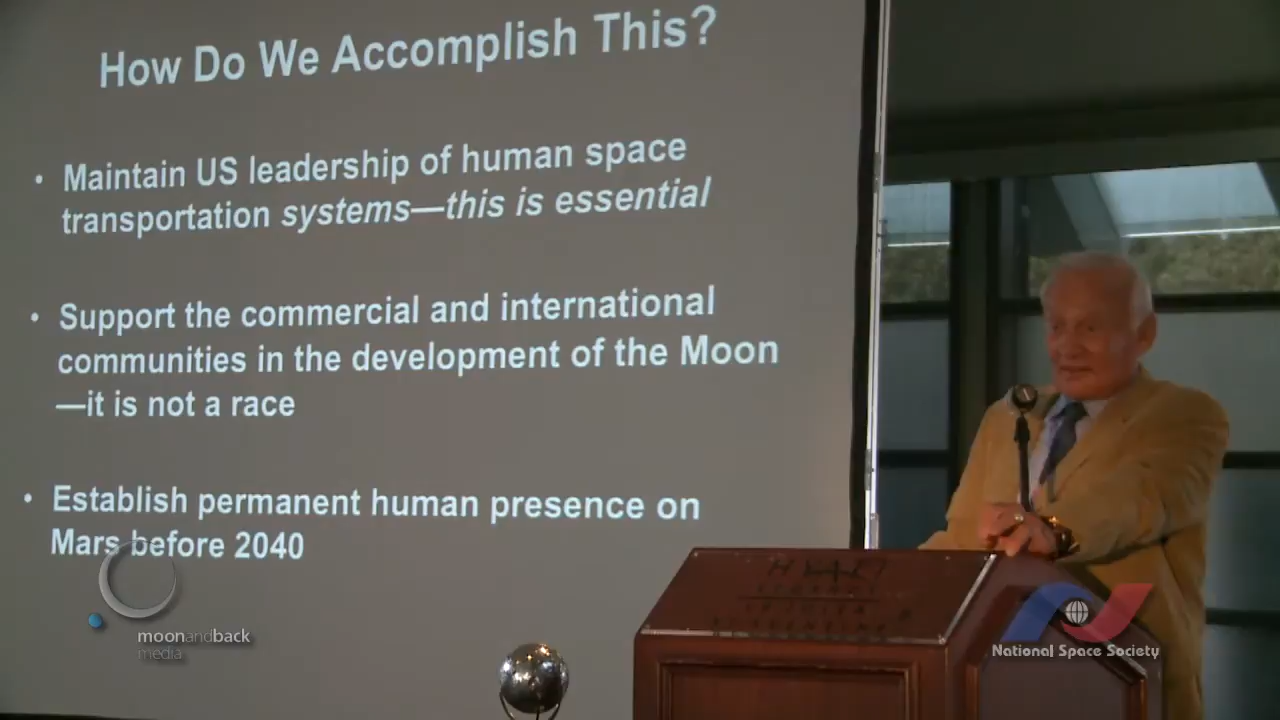 How Do We Accomplish This?
• Maintain US leadership of human space
transportation systems—this is essential
• Support the commercial and international
communities in the development of the Moon
—it is not a race
• Establish permanent human presence on
Mars before 2040
moonandback
media
National Space Society